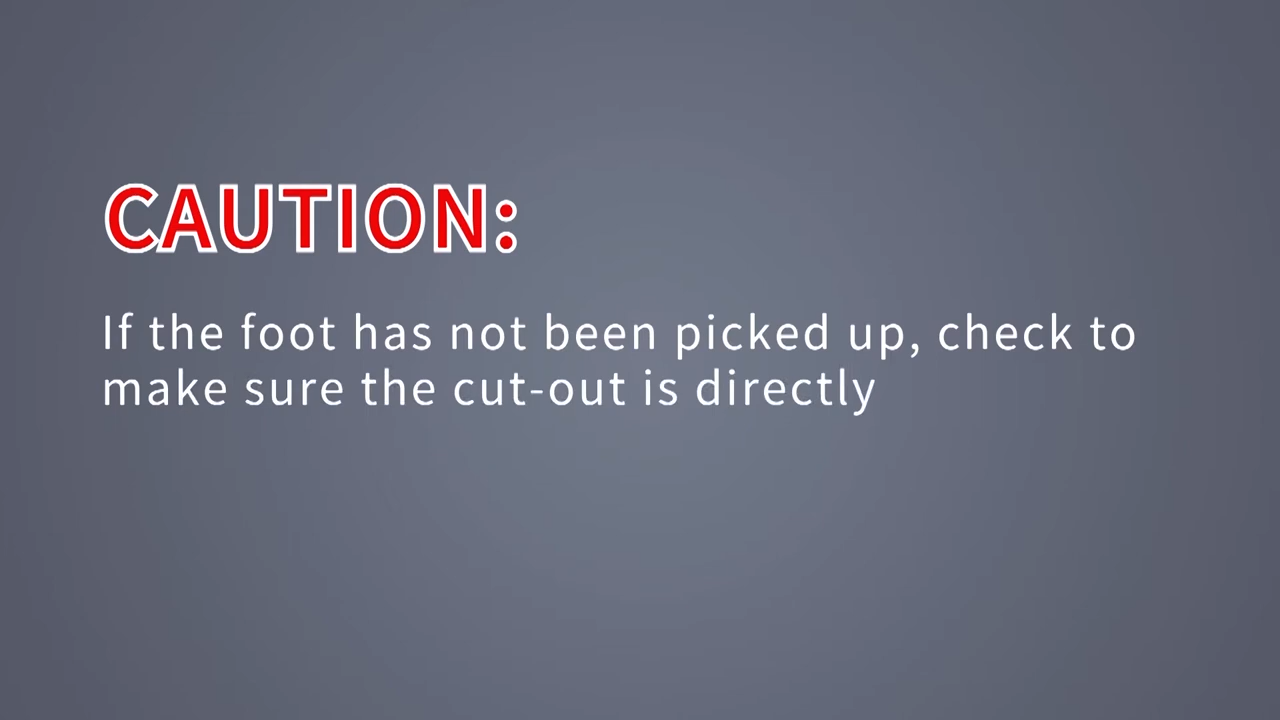 CAUTION:
If the foot has not been picked up, check to
make sure the cut-out is directly